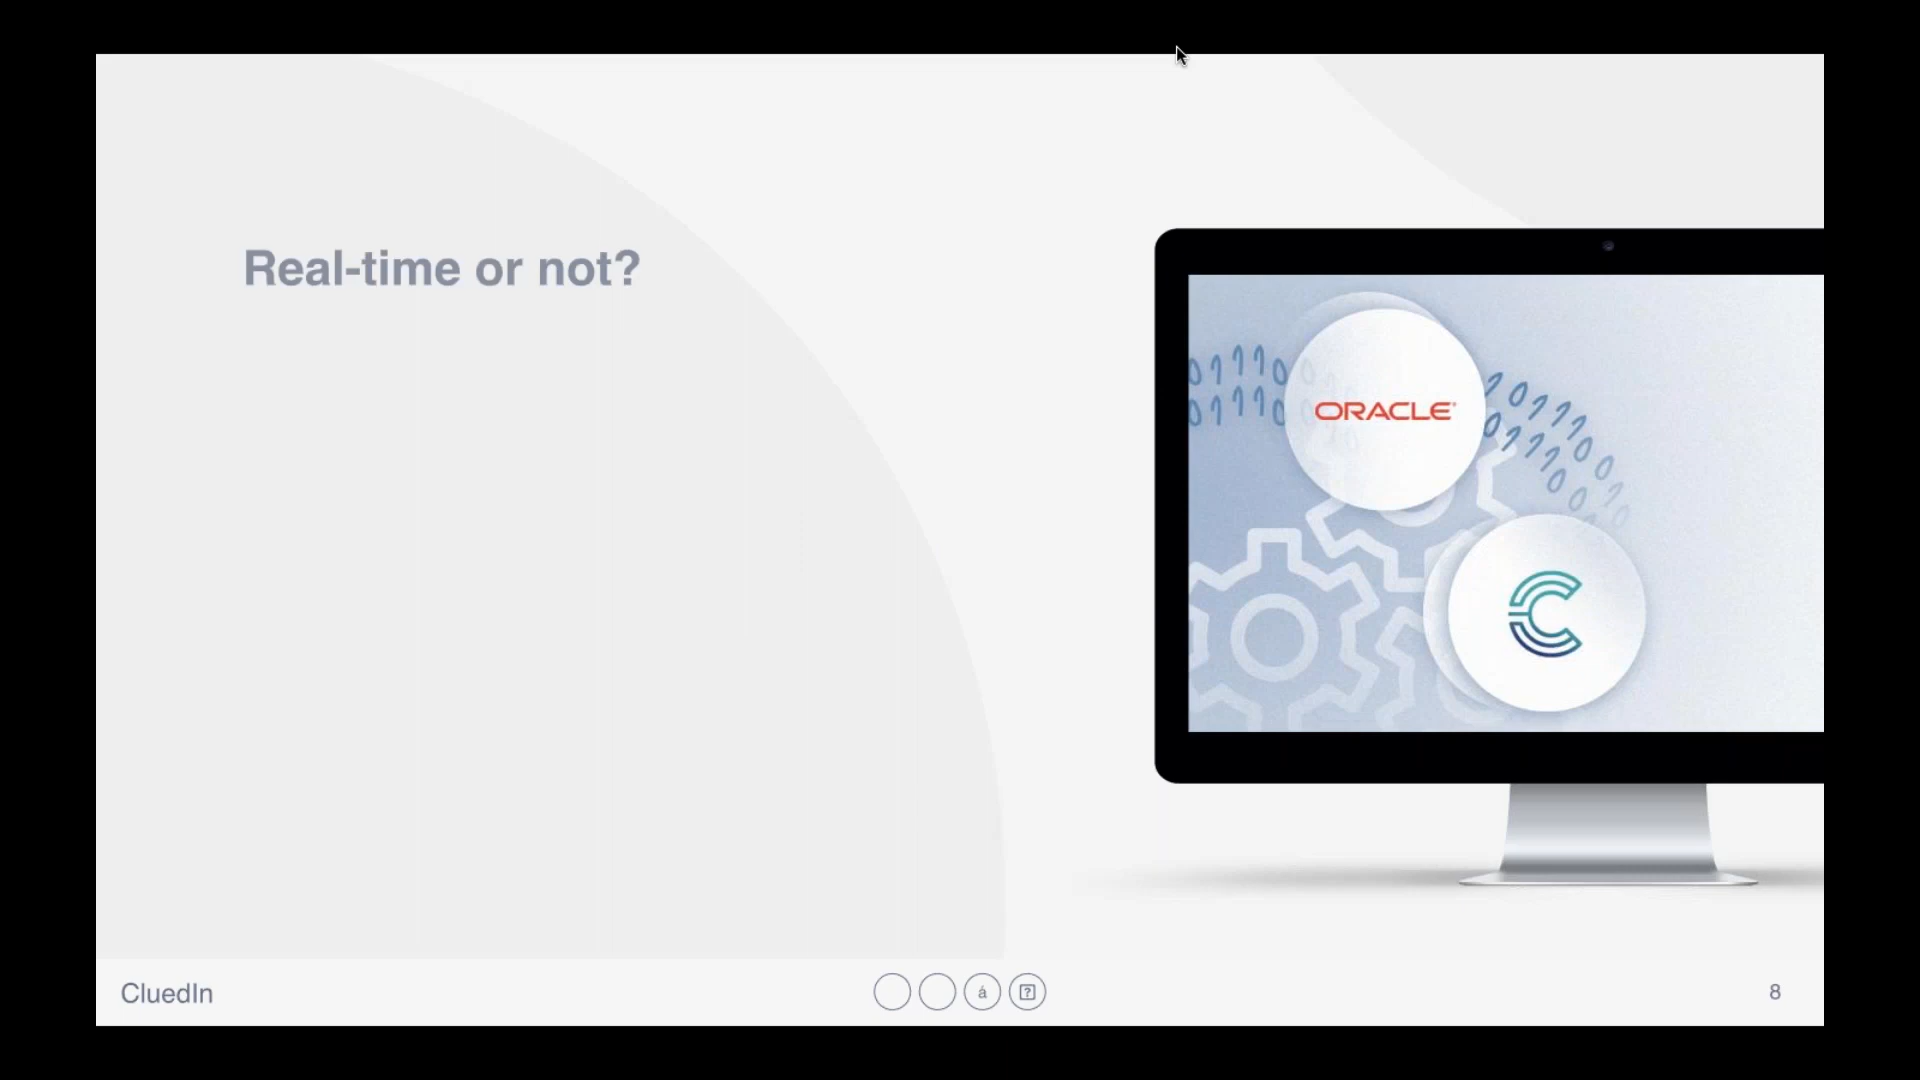 Real-time or not?
ORACLE
CluedIn
á
?
8